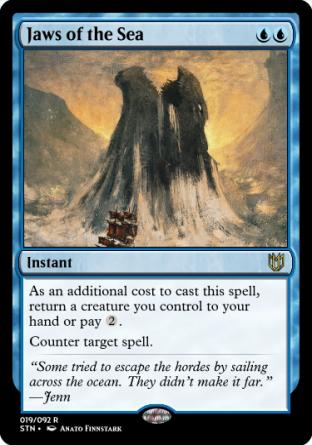 Jaws of the Sea
Instant
As an additional cost to cast this spell,
return a creature you control to your
hand or pay 2.
Counter target spell.
“Some tried to escape the hordes by sailing
across the ocean. They didn’t make it far.”
—Jenn
019/092 R
STN • Anato Finnstark